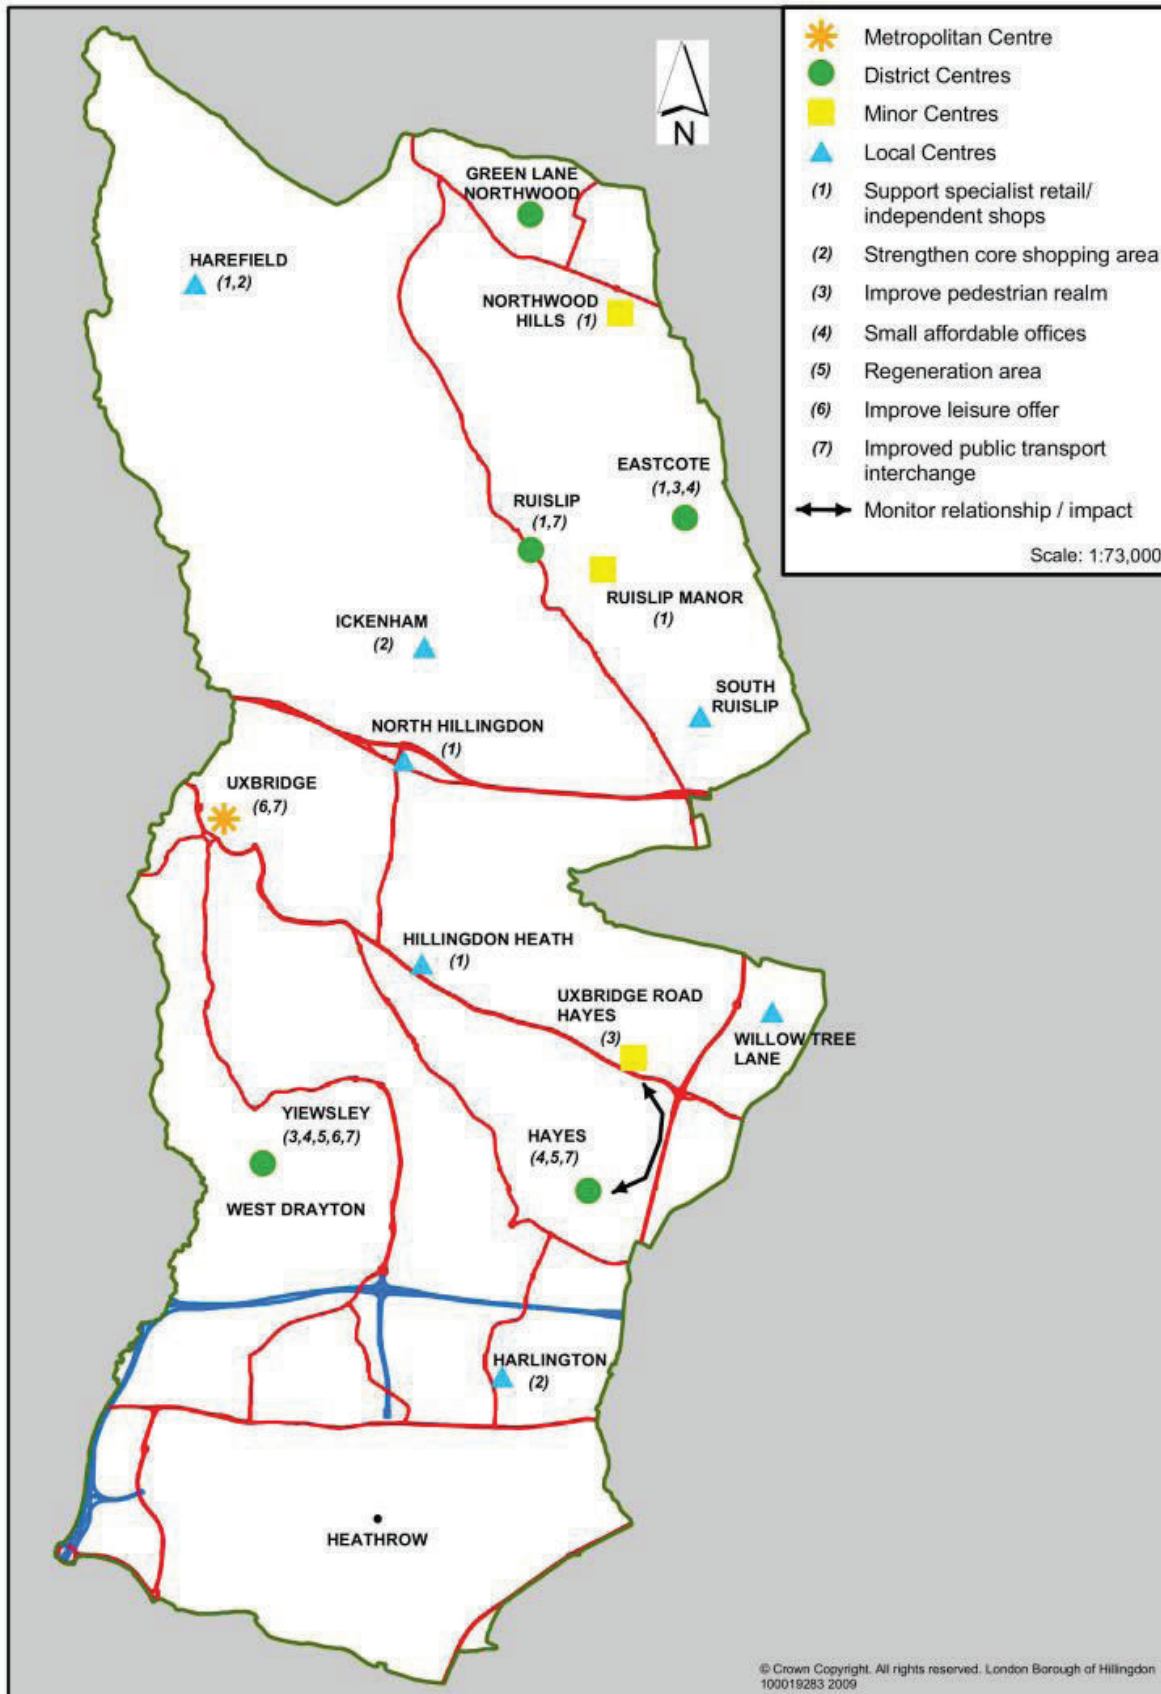 Metropolitan Centre
District Centres
Minor Centres
Local Centres
(1) Support specialist retail/
independent shops
(2) Strengthen core shopping area
(3) Improve pedestrian realm
(4) Small affordable offices
(5) Regeneration area
(6) Improve leisure offer
(7) Improved public transport
interchange
Monitor relationship / impact
Scale: 1:73,000
N
GREEN LANE
NORTHWOOD
HAREFIELD
(1,2)
NORTHWOOD
HILLS (1)
EASTCOTE
(1,3,4)
RUISLIP
(1,7)
RUISLIP MANOR
(1)
ICKENHAM
(2)
SOUTH
RUISLIP
NORTH HILLINGDON
(1)
UXBRIDGE
(6,7)
HILLINGDON HEATH
(1)
UXBRIDGE ROAD
HAYES
(3)
WILLOW TREE
LANE
YIEWSLEY
(3,4,5,6,7)
HAYES
(4,5,7)
WEST DRAYTON
HARLINGTON
(2)
HEATHROW
© Crown Copyright. All rights reserved. London Borough of Hillingdon
100019283 2009